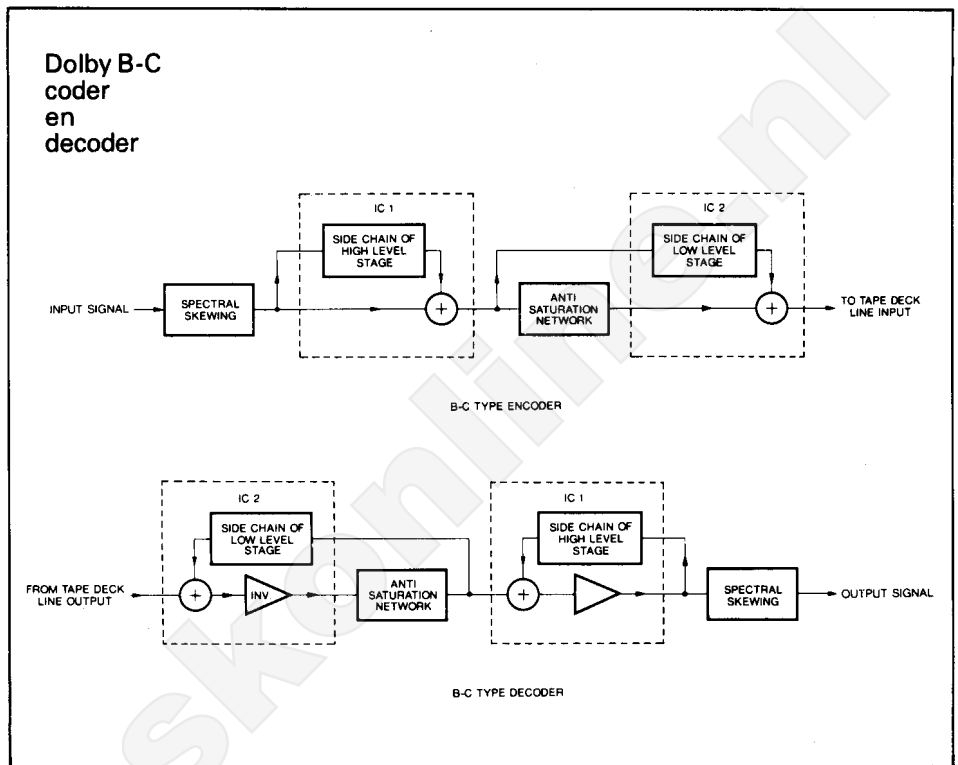 Dolby B-C
coder
en
decoder
IC 1
SIDE CHAIN OF
HIGH LEVEL
STAGE
IC 2
SIDE CHAIN OF
LOW LEVEL
STAGE
INPUT SIGNAL
SPECTRAL
SKEWING
+
ANTI
SATURATION
NETWORK
+
TO TAPE DECK
LINE INPUT
B-C TYPE ENCODER
IC 2
SIDE CHAIN OF
LOW LEVEL
STAGE
IC 1
SIDE CHAIN OF
HIGH LEVEL
STAGE
FROM TAPE DECK
LINE OUTPUT
+
INV
ANTI
SATURATION
NETWORK
+
SPECTRAL
SKEWING
OUTPUT SIGNAL
B-C TYPE DECODER
skonline.nl